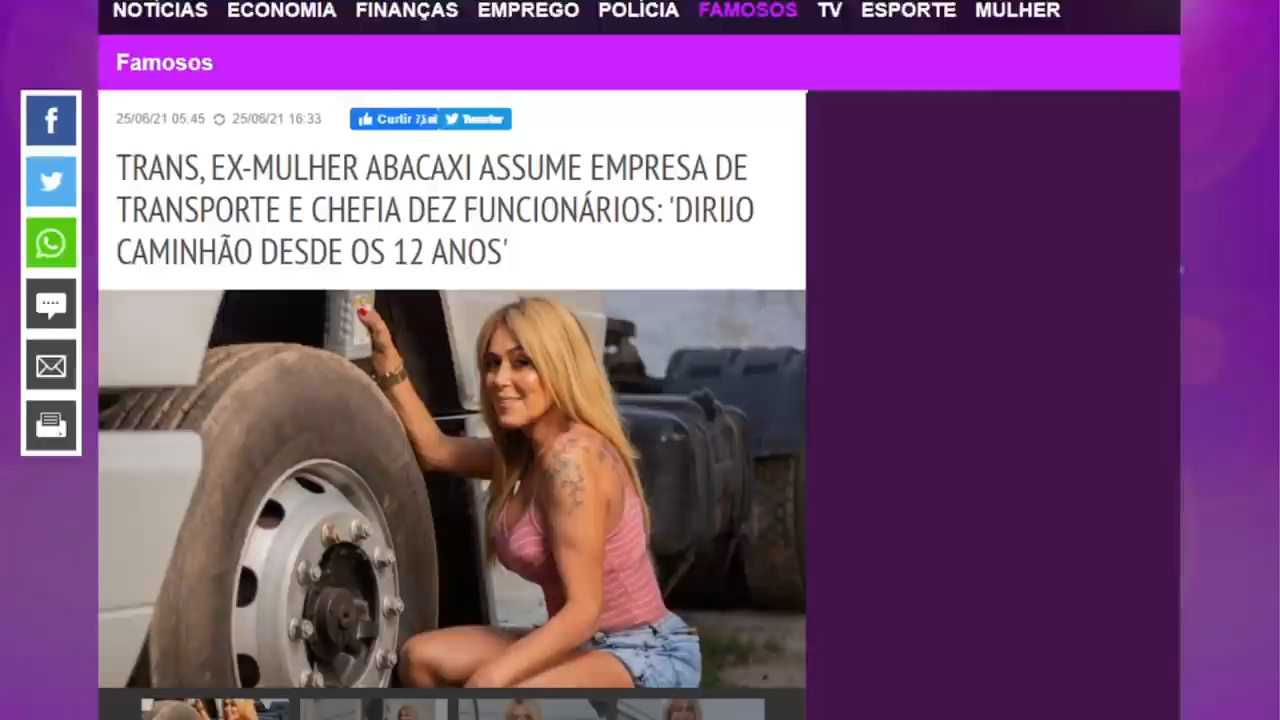 NOTÍCIAS ECONOMIA FINANÇAS EMPREGO POLÍCIA FAMOSOS TV ESPORTE MULHER
Famosos
25/06/21 05:45 25/06/21 16:33 Curtir Tweetar
TRANS, EX-MULHER ABACAXI ASSUME EMPRESA DE
TRANSPORTE E CHEFIA DEZ FUNCIONÁRIOS: 'DIRIJO
CAMINHÃO DESDE OS 12 ANOS'